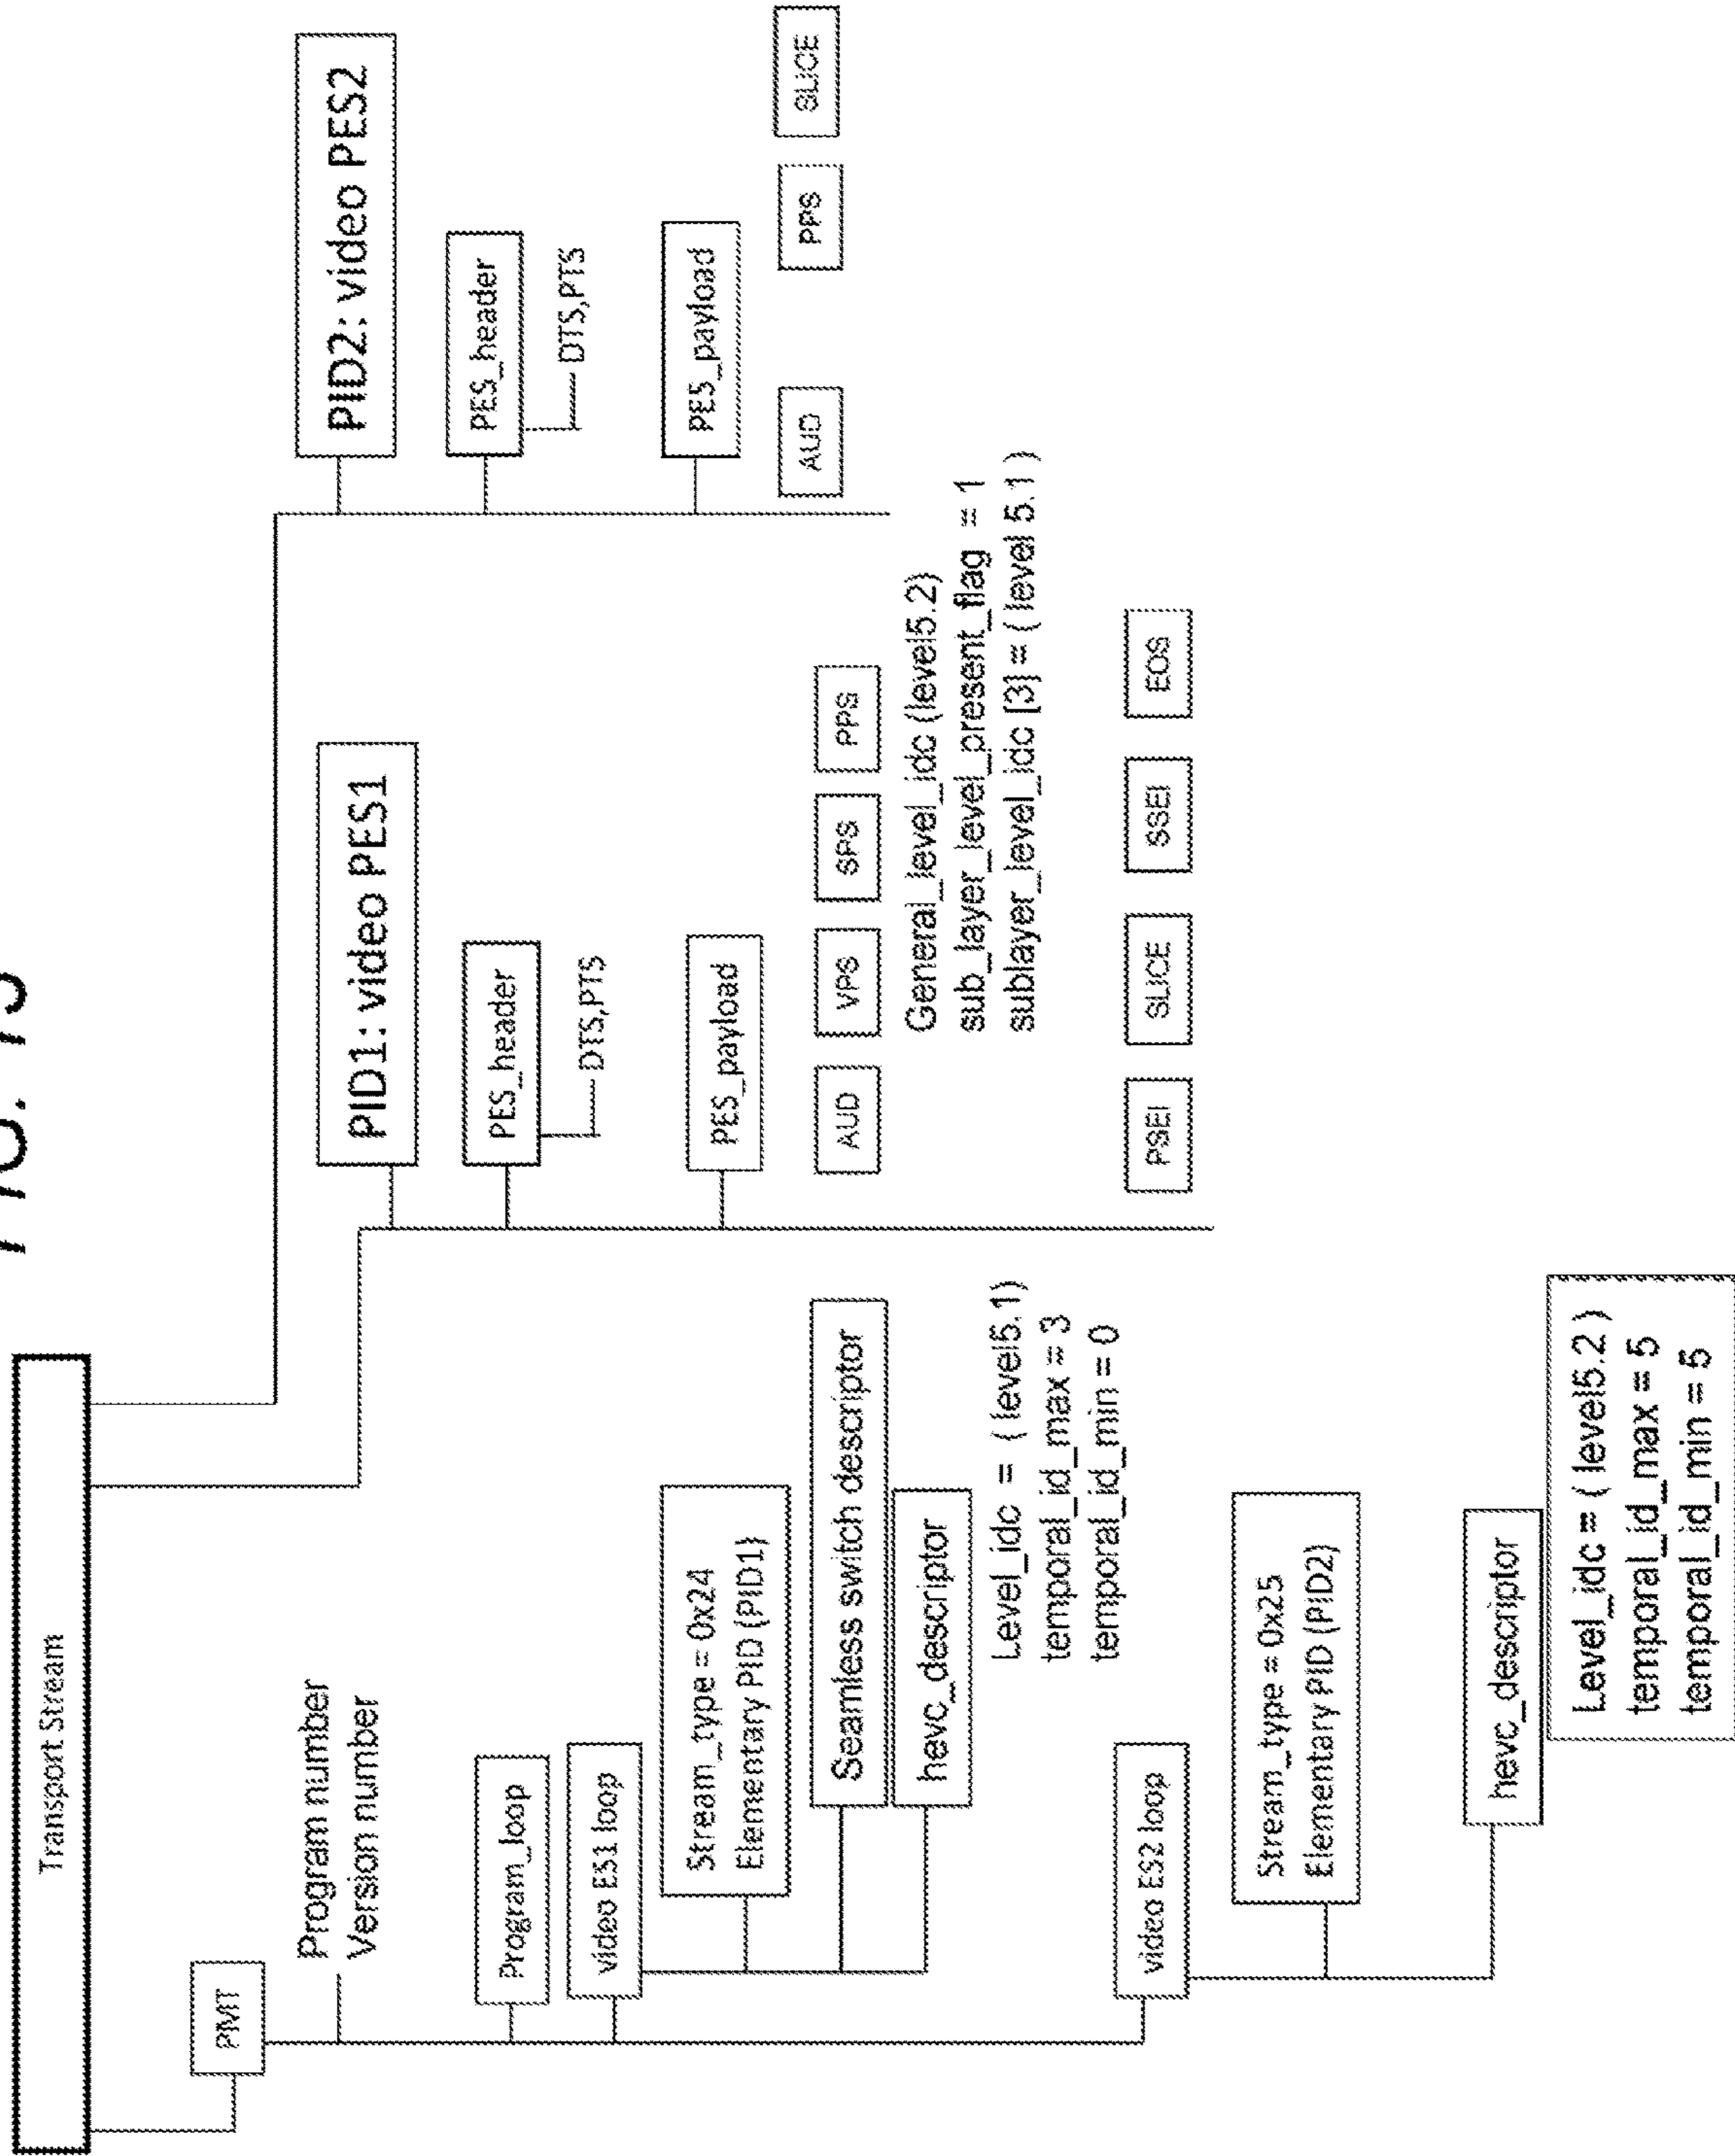 Transport Stream
PMT
Program number
Version number
Program_loop
video ES1 loop
Stream_type = 0x24
Elementary PID (PID1)
Seamless switch descriptor
hevc_descriptor
Level_idc = ( level5.1)
temporal_id_max = 3
temporal_id_min = 0
video ES2 loop
Stream_type = 0x25
Elementary PID (PID2)
hevc_descriptor
Level_idc = ( level5.2 )
temporal_id_max = 5
temporal_id_min = 5
PID1: video PES1
PES_header
DTS,PTS
PES_payload
AUD
VPS
SPS
PPS
General_level_idc (level5.2)
sub_layer_level_present_flag = 1
sublayer_level_idc [3] = ( level 5.1 )
PSEI
SLICE
SSEI
EOS
PID2: video PES2
PES_header
DTS,PTS
PES_payload
AUD
PPS
SLICE